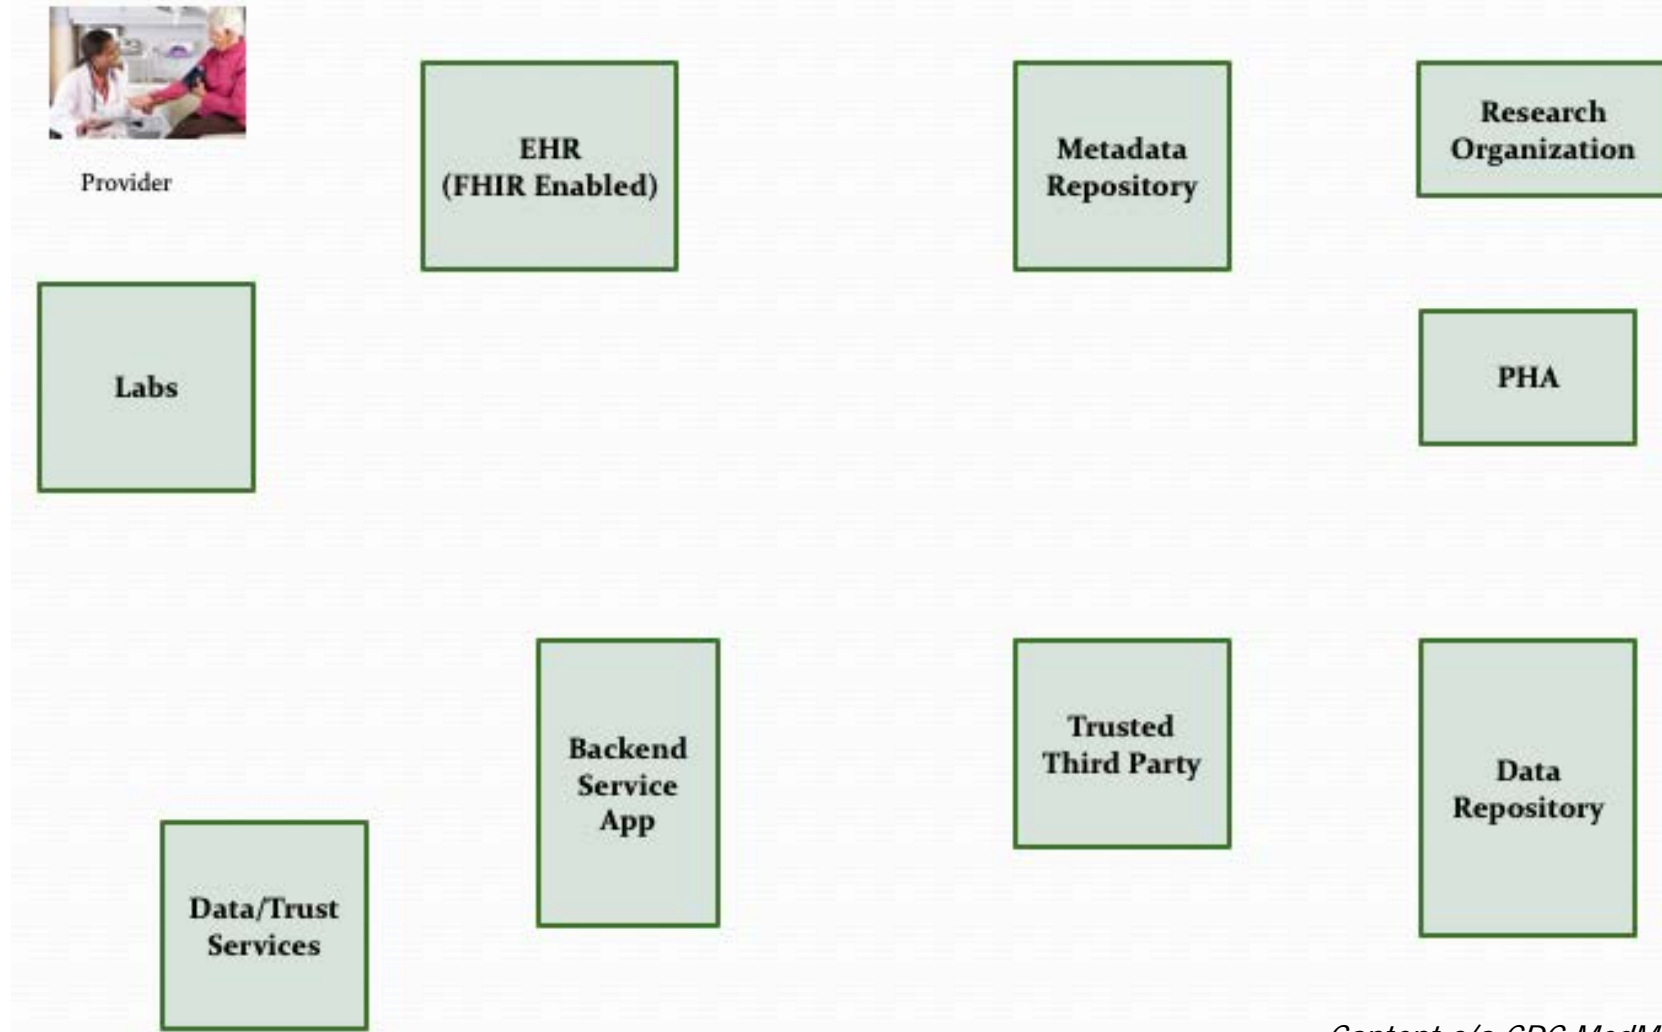 Provider
EHR
(FHIR Enabled)
Metadata
Repository
Research
Organization
Labs
PHA
Backend
Service
App
Trusted
Third Party
Data
Repository
Data/Trust
Services
Content c/o CDC MedM